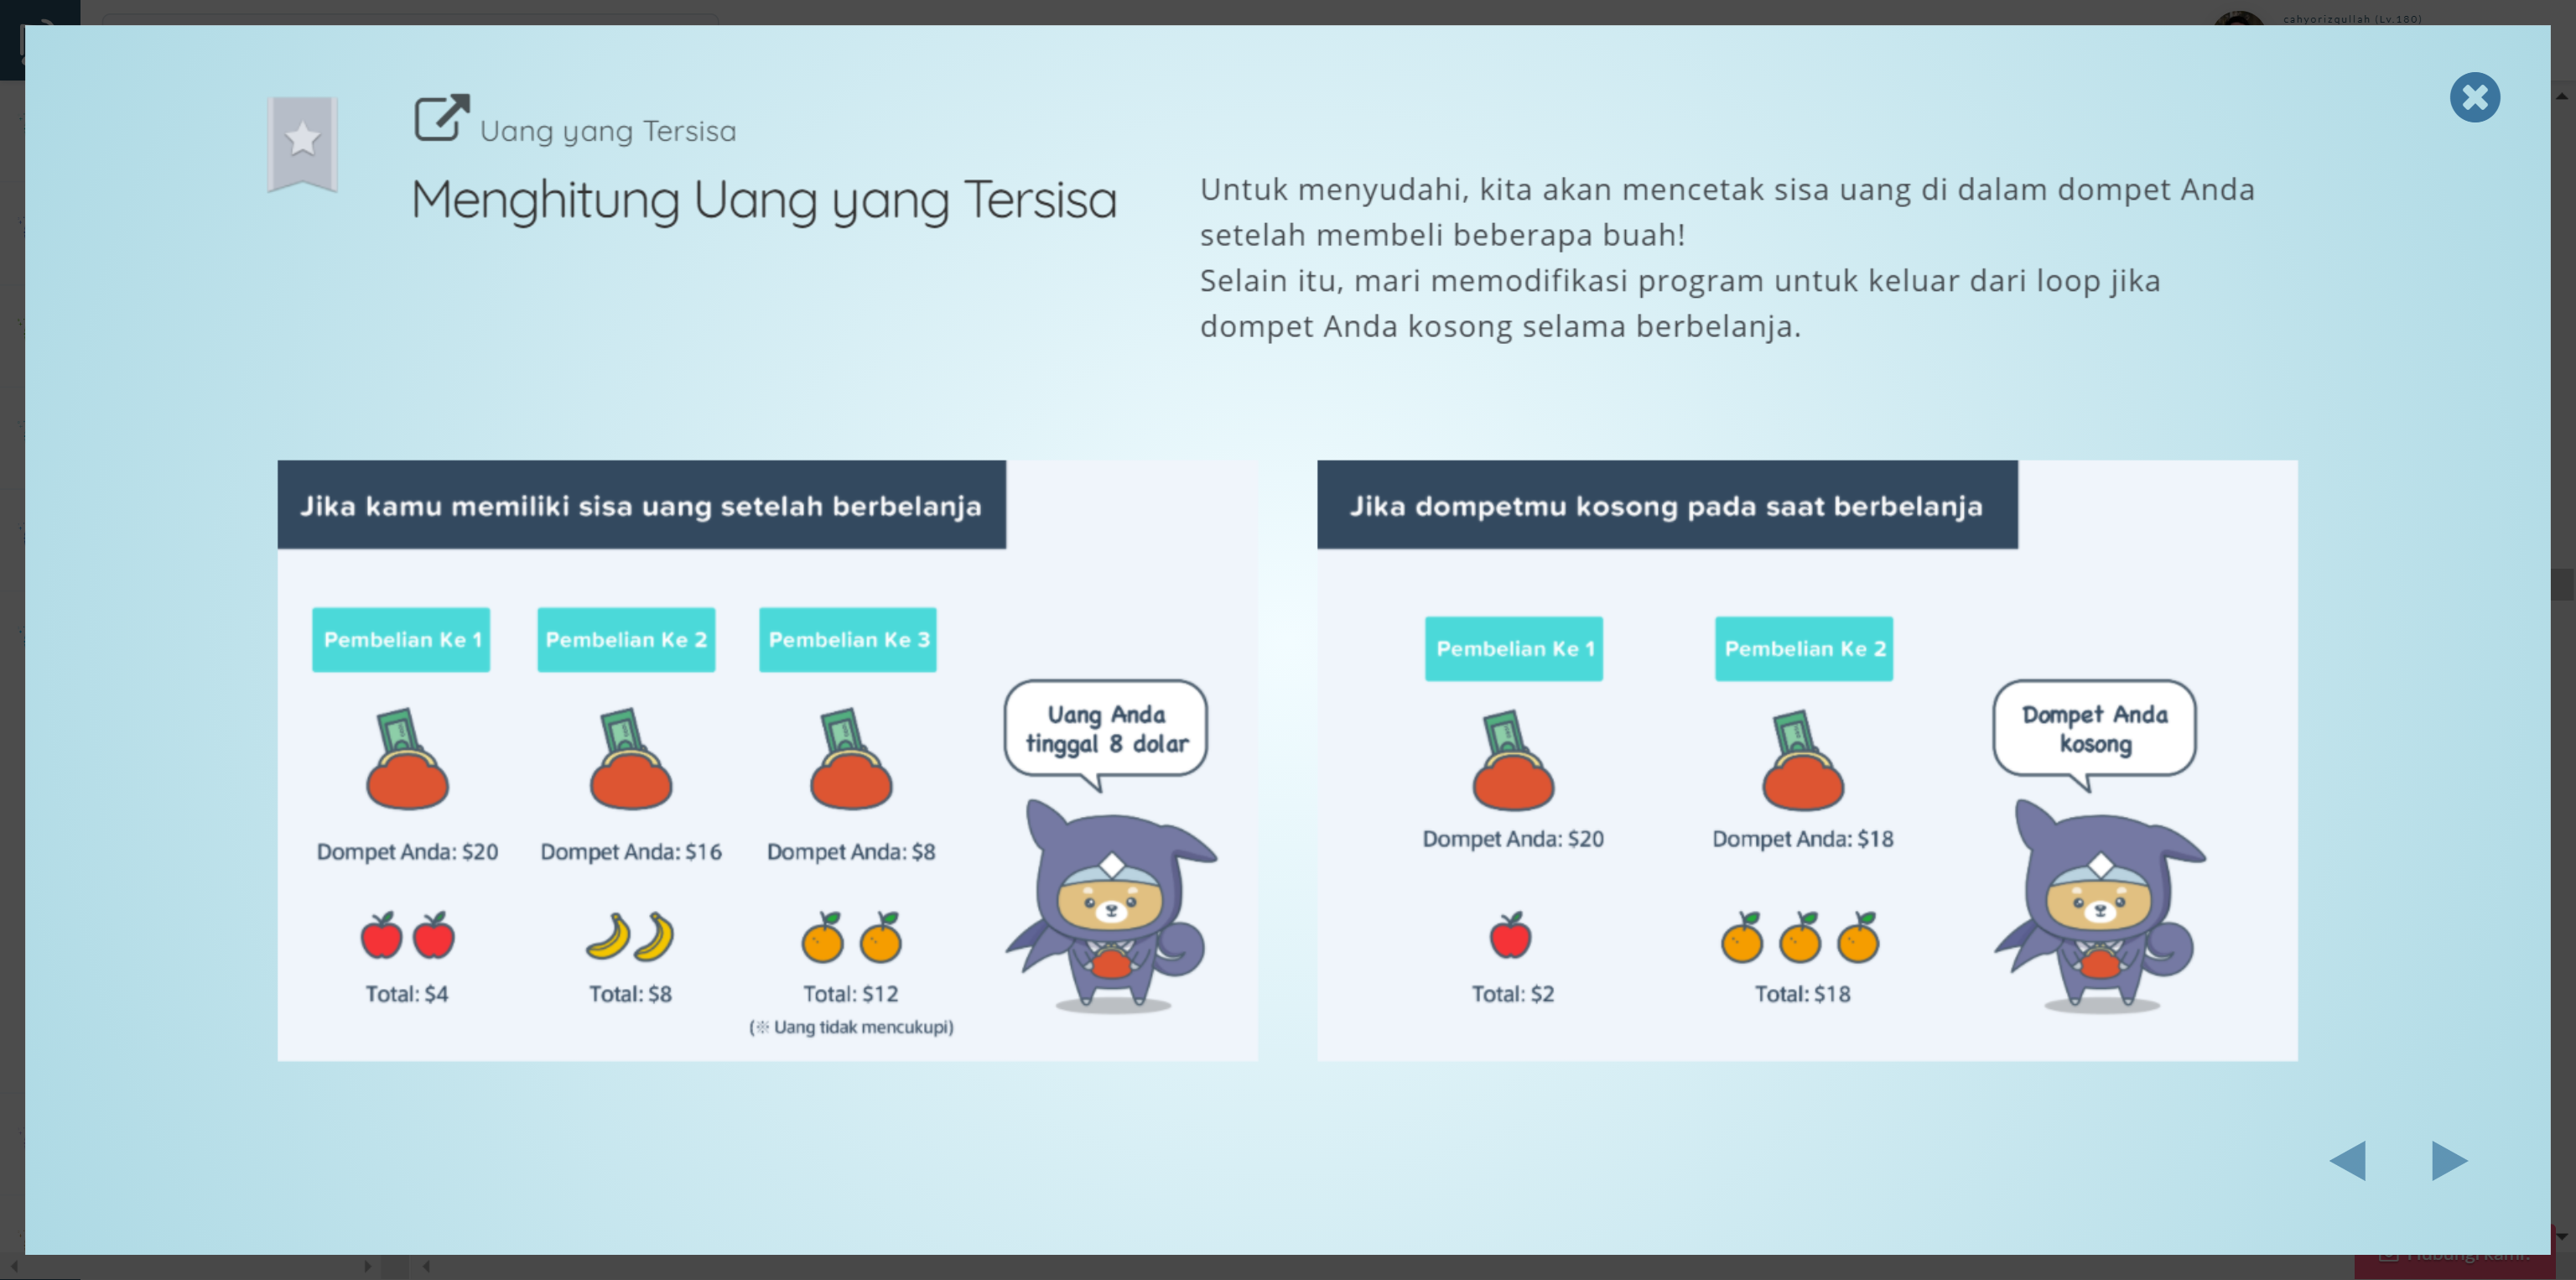 cahyorizqullah (Lv.180)
Uang yang Tersisa
Menghitung Uang yang Tersisa
Untuk menyudahi, kita akan mencetak sisa uang di dalam dompet Anda
setelah membeli beberapa buah!
Selain itu, mari memodifikasi program untuk keluar dari loop jika
dompet Anda kosong selama berbelanja.
Jika kamu memiliki sisa uang setelah berbelanja
Pembelian Ke 1
Pembelian Ke 2
Pembelian Ke 3
Uang Anda
tinggal 8 dolar
Dompet Anda: $20
Dompet Anda: $16
Dompet Anda: $8
Total: $4
Total: $8
Total: $12
(※ Uang tidak mencukupi)
Jika dompetmu kosong pada saat berbelanja
Pembelian Ke 1
Pembelian Ke 2
Dompet Anda
kosong
Dompet Anda: $20
Dompet Anda: $18
Total: $2
Total: $18